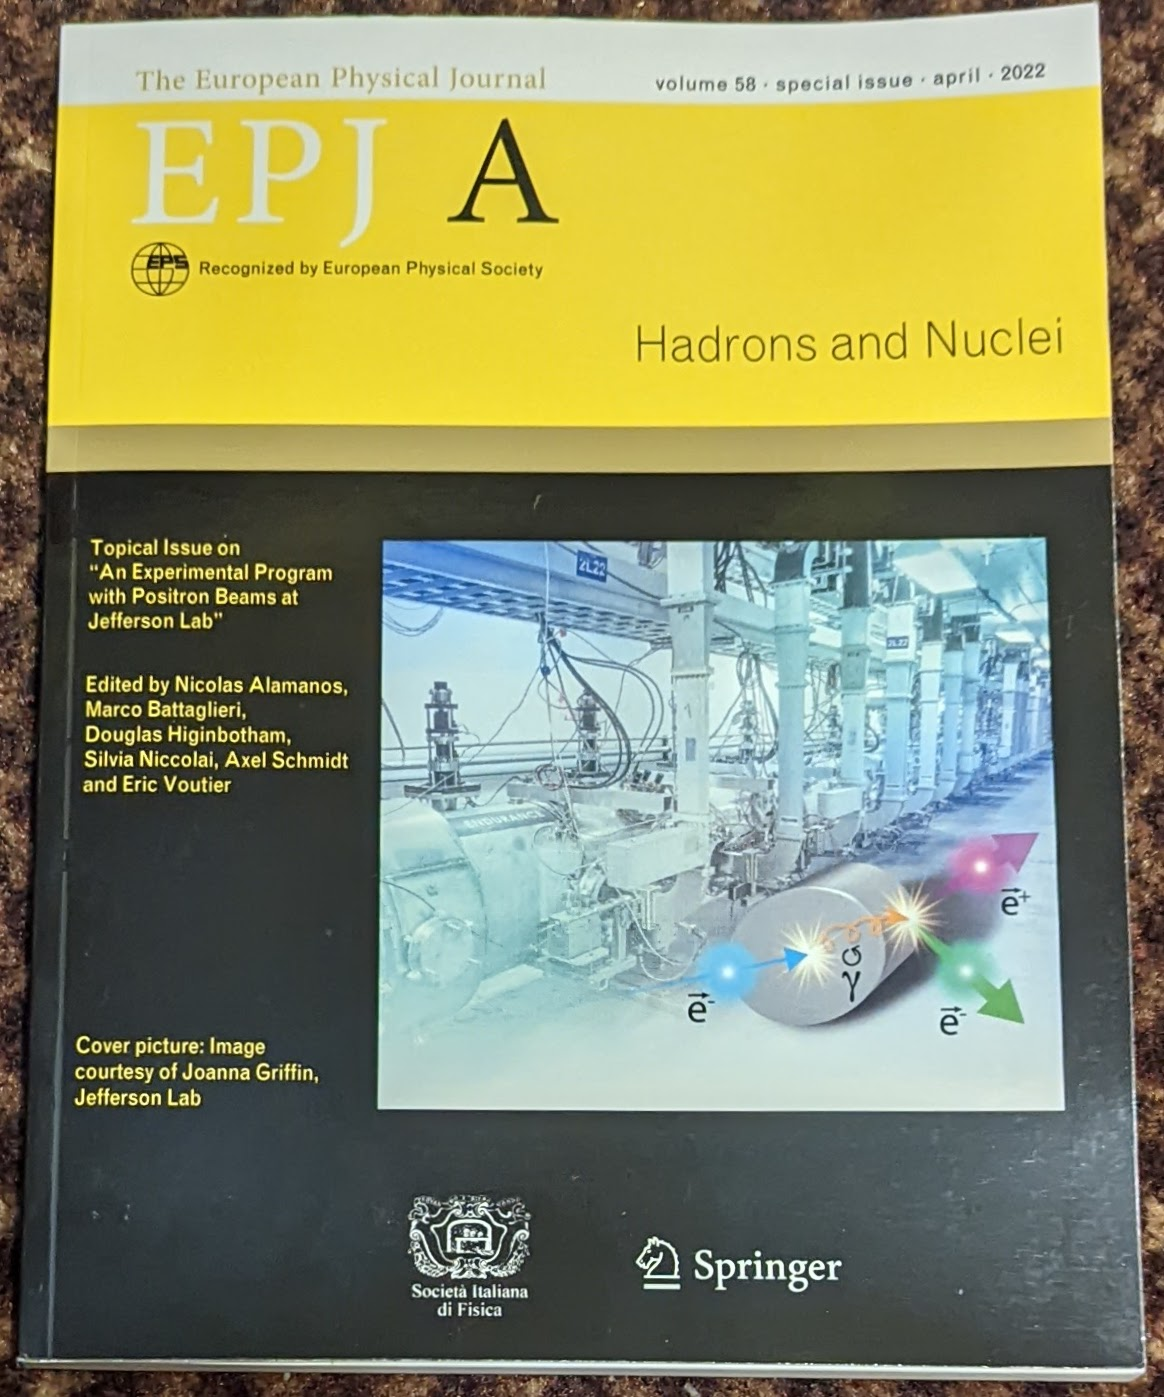 The European Physical Journal
volume 58 · special issue · april · 2022
EPJ A
EPS
Recognized by European Physical Society
Hadrons and Nuclei
Topical Issue on
“An Experimental Program
with Positron Beams at
Jefferson Lab”
Edited by Nicolas Alamanos,
Marco Battaglieri,
Douglas Higinbotham,
Silvia Niccolai, Axel Schmidt
and Eric Voutier
Cover picture: Image
courtesy of Joanna Griffin,
Jefferson Lab
2L22
2L22
e⃗⁺
γ
e⃗⁻
e⃗⁻
Società Italiana
di Fisica
Springer